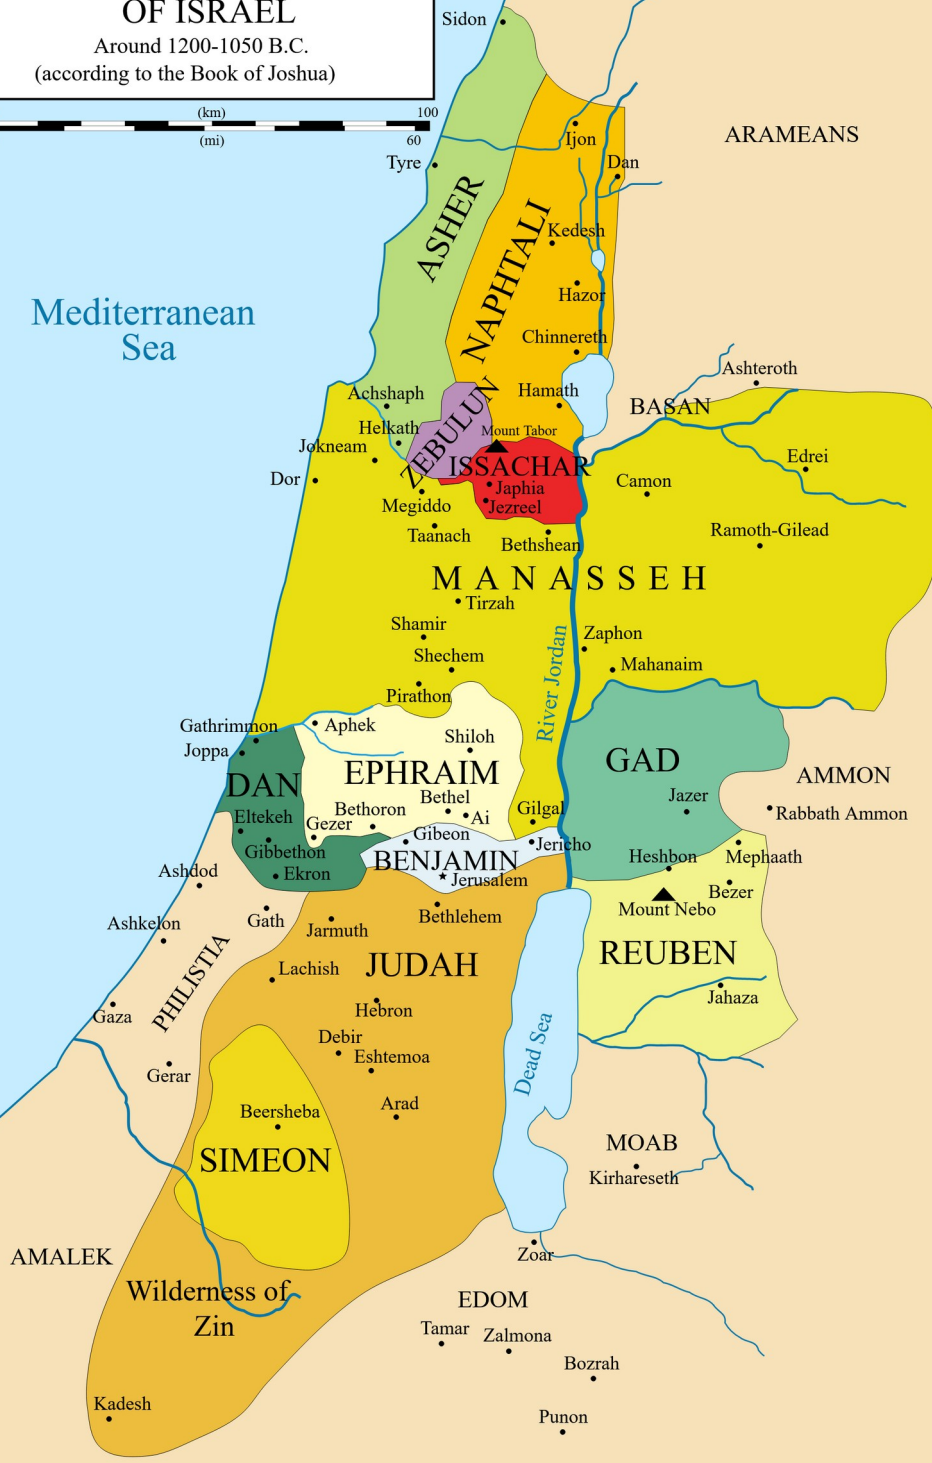 OF ISRAEL
Around 1200-1050 B.C.
(according to the Book of Joshua)
(km)
100
(mi)
60
Sidon
ARAMEANS
Ijon
Tyre
Dan
ASHER
NAPHTALI
Kedesh
Hazor
Mediterranean
Sea
Chinnereth
Ashteroth
Achshaph
Hamath
BASAN
Helkath
ZEBULUN
Mount Tabor
Jokneam
ISSACHAR
Edrei
Dor
Japhia
Camon
Megiddo
Jezreel
Taanach
Bethshean
Ramoth-Gilead
MANASSEH
Tirzah
Shamir
Zaphon
Shechem
Mahanaim
Pirathon
River Jordan
Gathrimmon
Aphek
Joppa
Shiloh
GAD
DAN
EPHRAIM
AMMON
Bethel
Jazer
Eltekeh
Bethoron
Ai
Gilgal
Rabbath Ammon
Gezer
Gibeon
Gibbethon
BENJAMIN
Jericho
Heshbon
Mephaath
Ashdod
Ekron
Jerusalem
Bezer
Mount Nebo
Ashkelon
Gath
Jarmuth
Bethlehem
PHILISTIA
Lachish
JUDAH
REUBEN
Jahaza
Gaza
Hebron
Debir
Dead Sea
Eshtemoa
Gerar
Beersheba
Arad
SIMEON
MOAB
Kirhareseth
AMALEK
Zoar
Wilderness of
Zin
EDOM
Tamar
Zalmona
Bozrah
Kadesh
Punon